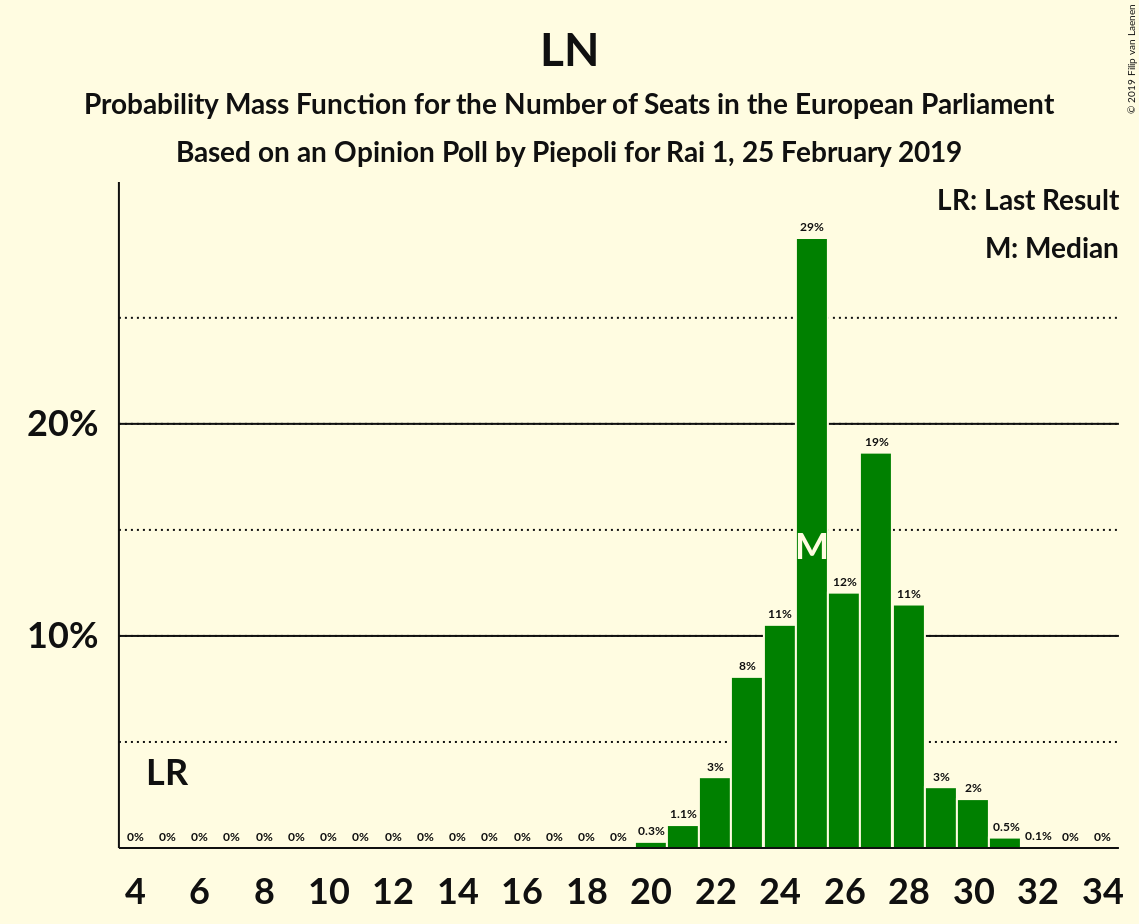 LN
Probability Mass Function for the Number of Seats in the European Parliament
Based on an Opinion Poll by Piepoli for Rai 1, 25 February 2019
© 2019 Filip van Laenen
LR: Last Result
M: Median
29%
20%
19%
M
12%
11%
11%
10%
8%
LR
3%
3%
2%
1.1%
0.5%
0% 0% 0% 0% 0% 0% 0% 0% 0% 0% 0% 0% 0% 0% 0% 0% 0.3% 0.1% 0% 0%
4 6 8 10 12 14 16 18 20 22 24 26 28 30 32 34